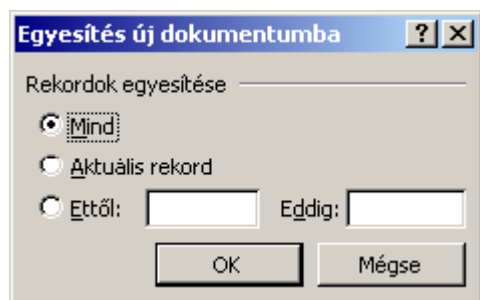 Egyesítés új dokumentumba
Rekordok egyesítése
Mind
Aktuális rekord
Ettől: Eddig:
OK Mégse